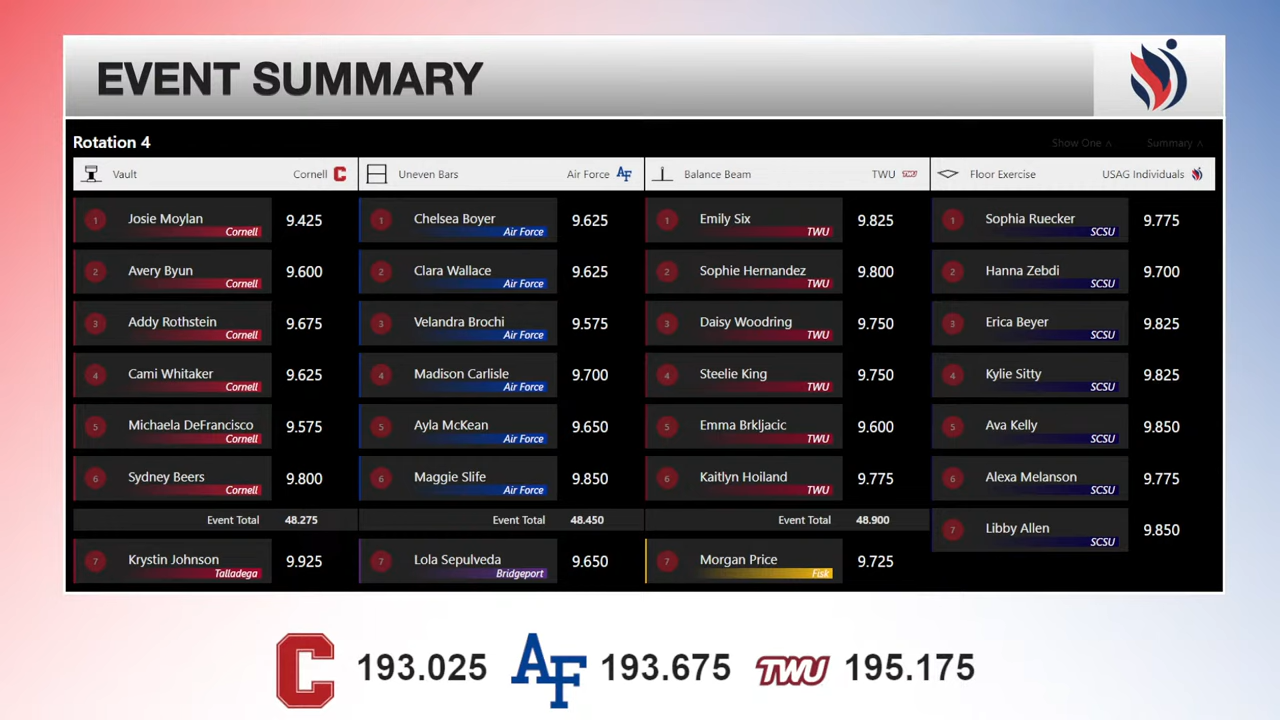 EVENT SUMMARY
Rotation 4
Show One
Summary
Vault Cornell C
Uneven Bars Air Force AF
Balance Beam TWU TWU
Floor Exercise USAG Individuals
1 Josie Moylan Cornell 9.425
2 Avery Byun Cornell 9.600
3 Addy Rothstein Cornell 9.675
4 Cami Whitaker Cornell 9.625
5 Michaela DeFrancisco Cornell 9.575
6 Sydney Beers Cornell 9.800
Event Total 48.275
7 Krystin Johnson Talladega 9.925
1 Chelsea Boyer Air Force 9.625
2 Clara Wallace Air Force 9.625
3 Velandra Brochi Air Force 9.575
4 Madison Carlisle Air Force 9.700
5 Ayla McKean Air Force 9.650
6 Maggie Slife Air Force 9.850
Event Total 48.450
7 Lola Sepulveda Bridgeport 9.650
1 Emily Six TWU 9.825
2 Sophie Hernandez TWU 9.800
3 Daisy Woodring TWU 9.750
4 Steelie King TWU 9.750
5 Emma Brkljacic TWU 9.600
6 Kaitlyn Hoiland TWU 9.775
Event Total 48.900
7 Morgan Price Fisk 9.725
1 Sophia Ruecker SCSU 9.775
2 Hanna Zebdi SCSU 9.700
3 Erica Beyer SCSU 9.825
4 Kylie Sitty SCSU 9.825
5 Ava Kelly SCSU 9.850
6 Alexa Melanson SCSU 9.775
7 Libby Allen SCSU 9.850
C 193.025 AF 193.675 TWU 195.175